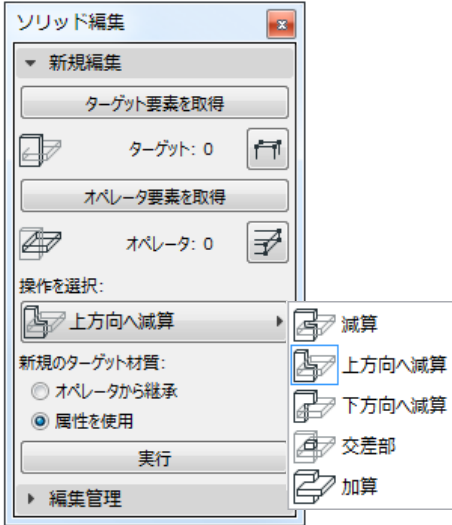 ソリッド編集
新規編集
ターゲット要素を取得
ターゲット: 0
オペレータ要素を取得
オペレータ: 0
操作を選択:
上方向へ減算
新規のターゲット材質:
オペレータから継承
属性を使用
実行
編集管理
減算
上方向へ減算
下方向へ減算
交差部
加算